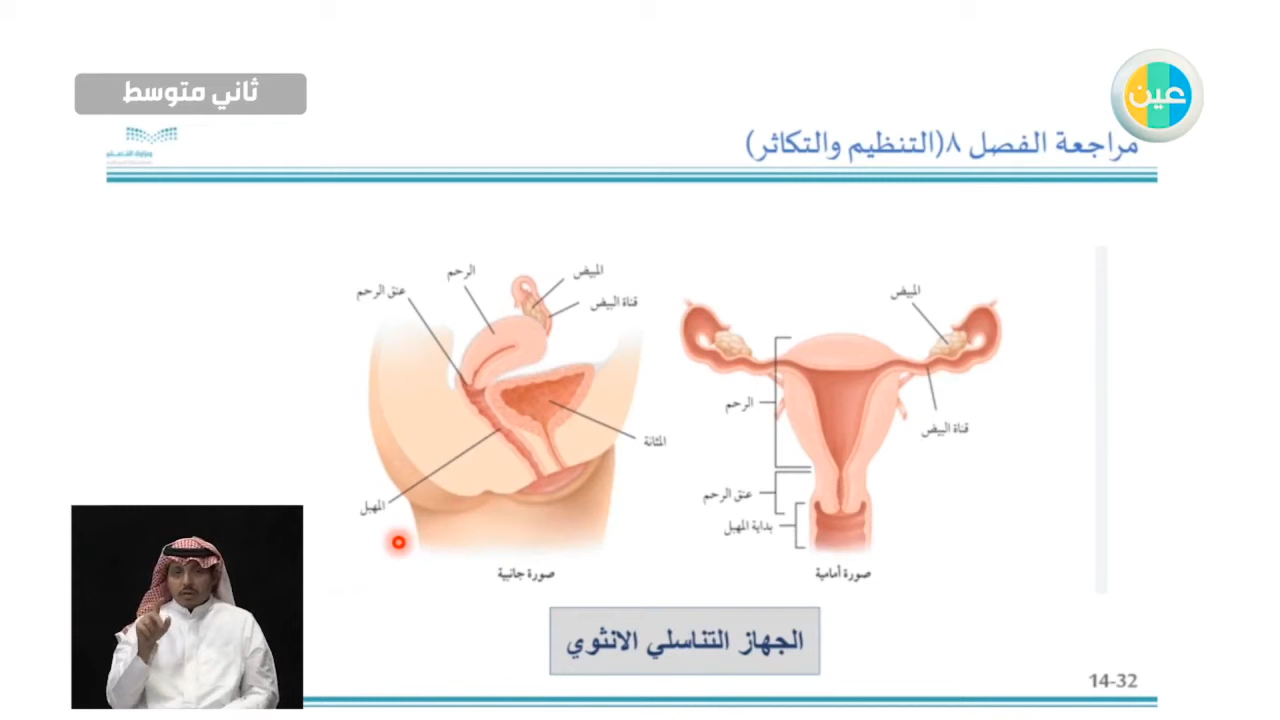 ثاني متوسط
عين
مراجعة الفصل ٨(التنظيم والتكاثر)
الرحم
المبيض
عنق الرحم
قناة البيض
المثانة
المهبل
صورة جانبية
المبيض
قناة البيض
الرحم
عنق الرحم
بداية المهبل
صورة أمامية
الجهاز التناسلي الانثوي
14-32